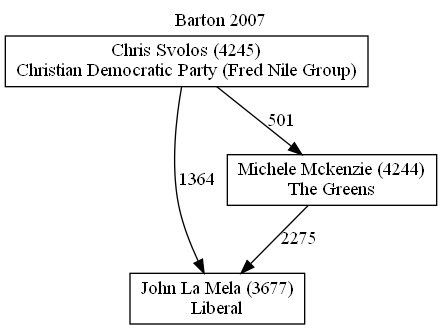 Barton 2007
Chris Svolos (4245)
Christian Democratic Party (Fred Nile Group)
501
1364
Michele Mckenzie (4244)
The Greens
2275
John La Mela (3677)
Liberal